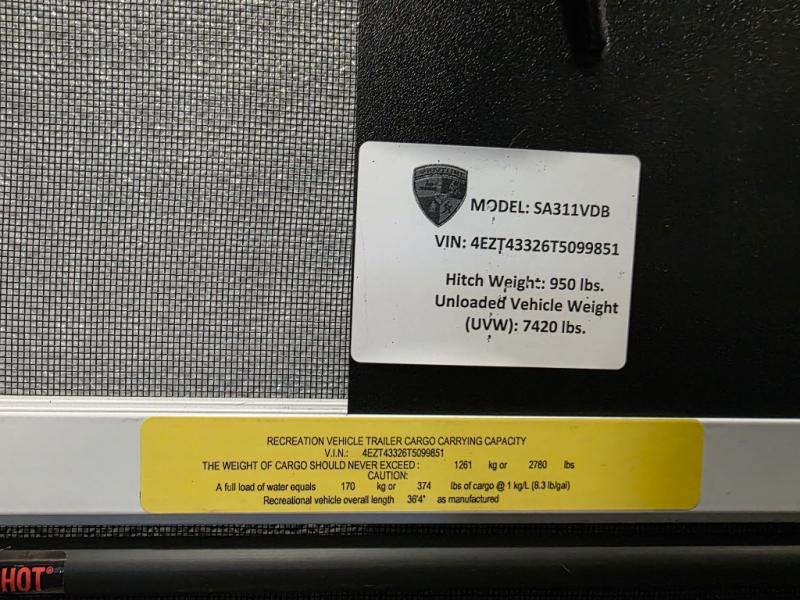 MODEL: SA311VDB
VIN: 4EZT43326T5099851
Hitch Weight: 950 lbs.
Unloaded Vehicle Weight
(UVW): 7420 lbs.
RECREATION VEHICLE TRAILER CARGO CARRYING CAPACITY
V.I.N.: 4EZT43326T5099851
THE WEIGHT OF CARGO SHOULD NEVER EXCEED : 1261 kg or 2780 lbs
CAUTION:
A full load of water equals 170 kg or 374 lbs of cargo @ 1 kg/L (8.3 lb/gal)
Recreational vehicle overall length 36'4" as manufactured
HOT®